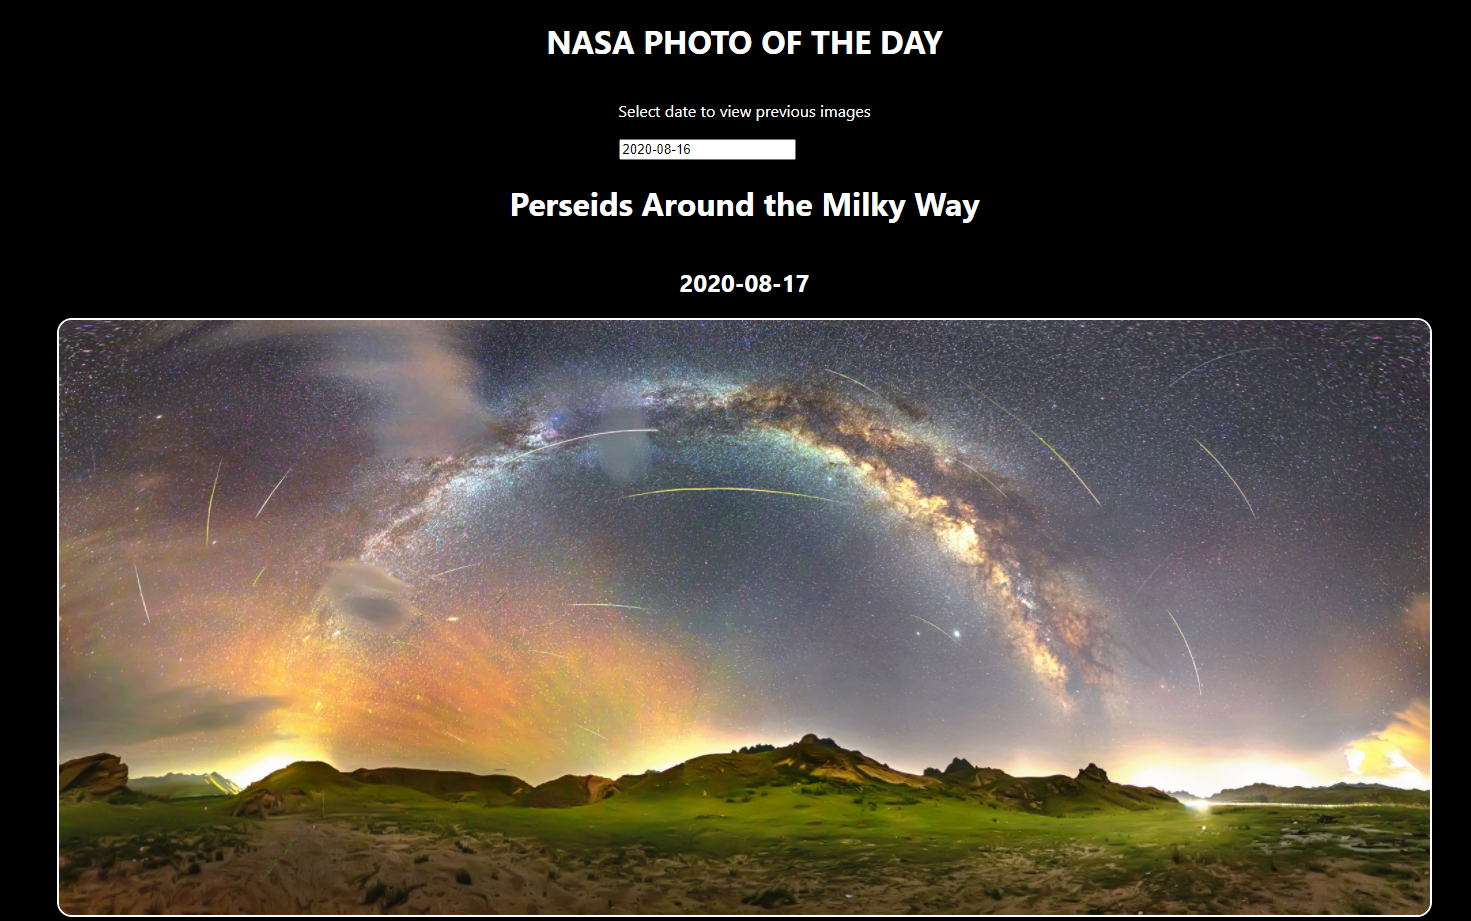 NASA PHOTO OF THE DAY
Select date to view previous images
2020-08-16
Perseids Around the Milky Way
2020-08-17